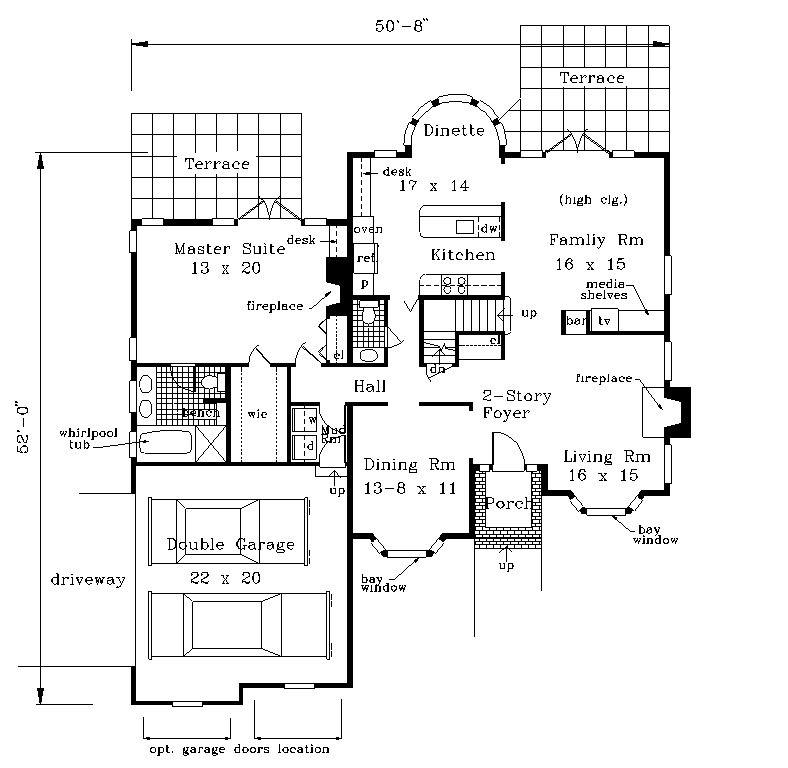 50'-8"
Terrace
Dinette
Terrace
desk
17 x 14
(high clg.)
oven
dw
desk
Master Suite
13 x 20
Famliy Rm
16 x 15
Kitchen
ref
P
media
shelves
fireplace
up
bar
tv
cl
cl
dn
Hall
fireplace
2-Story
Foyer
bench
wic
w
Mud
Rm
d
52'-0"
whirlpool
tub
Dining Rm
13-8 x 11
Living Rm
16 x 15
up
Porch
bay
window
Double Garage
22 x 20
driveway
up
bay
window
opt. garage doors location